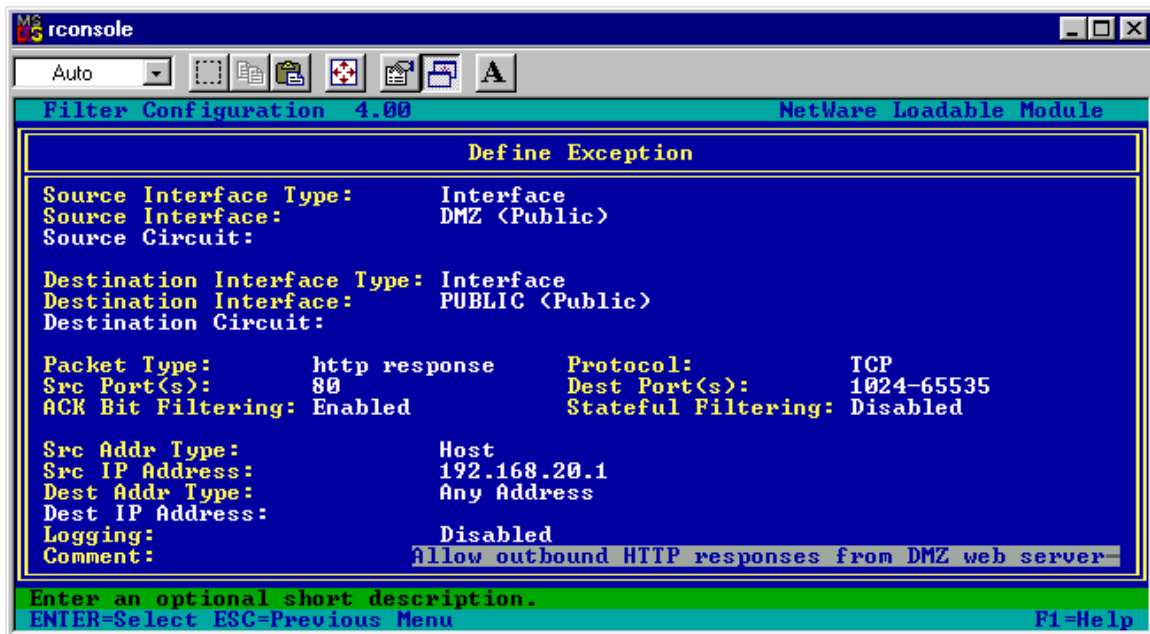 MS DOS rconsole
Auto A
Filter Configuration 4.00 NetWare Loadable Module
Define Exception
Source Interface Type: Interface
Source Interface: DMZ (Public)
Source Circuit:
Destination Interface Type: Interface
Destination Interface: PUBLIC (Public)
Destination Circuit:
Packet Type: http response Protocol: TCP
Src Port(s): 80 Dest Port(s): 1024-65535
ACK Bit Filtering: Enabled Stateful Filtering: Disabled
Src Addr Type: Host
Src IP Address: 192.168.20.1
Dest Addr Type: Any Address
Dest IP Address:
Logging: Disabled
Comment: Allow outbound HTTP responses from DMZ web server
Enter an optional short description.
ENTER=Select ESC=Previous Menu F1=Help